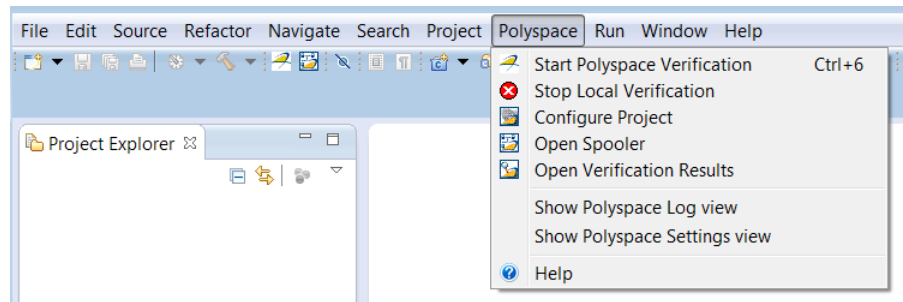 File Edit Source Refactor Navigate Search Project Polyspace Run Window Help
Start Polyspace Verification Ctrl+6
Stop Local Verification
Configure Project
Open Spooler
Open Verification Results
Show Polyspace Log view
Show Polyspace Settings view
Help
Project Explorer